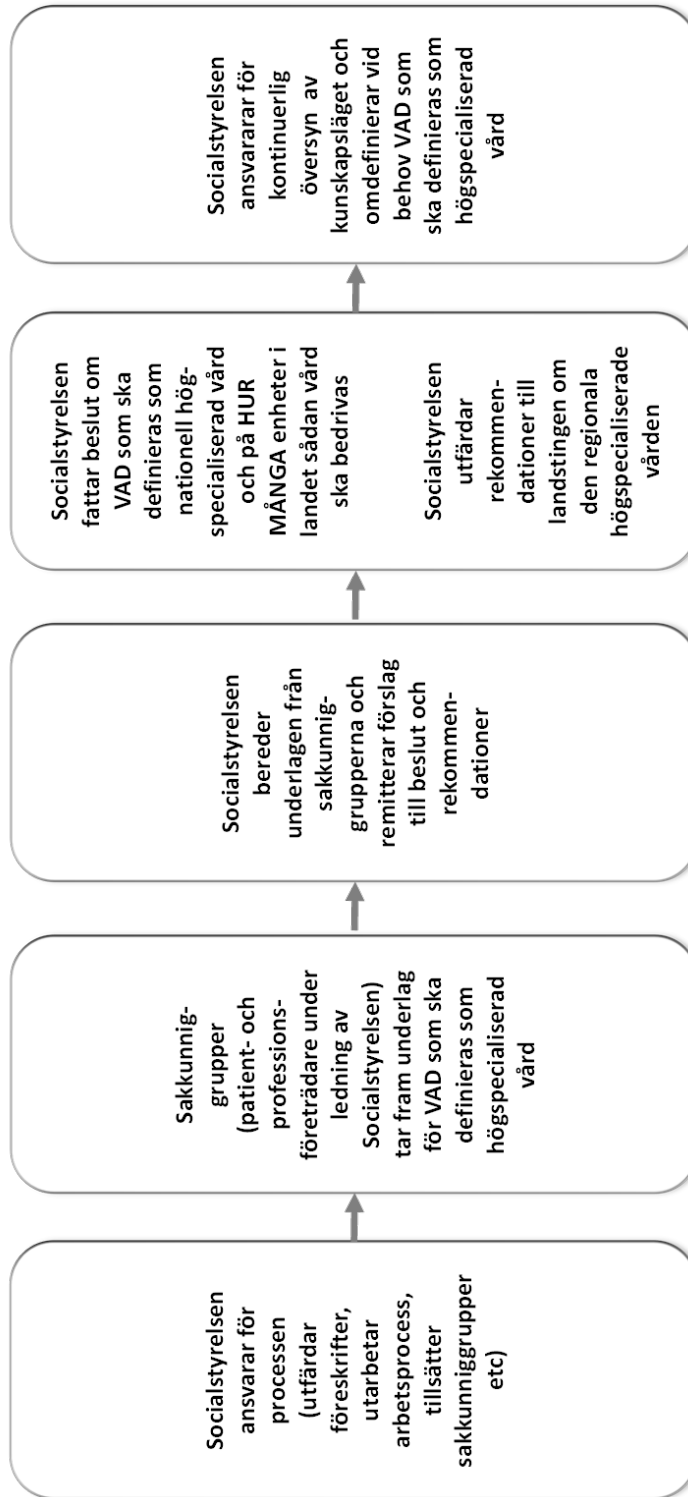 Socialstyrelsen
ansvarar för
processen
(utfärdar
föreskrifter,
utarbetar
arbetsprocess,
tillsätter
sakkunniggrupper
etc)
Sakkunnig-
grupper
(patient- och
professions-
företrädare under
ledning av
Socialstyrelsen)
tar fram underlag
för VAD som ska
definieras som
högspecialiserad
vård
Socialstyrelsen
bereder
underlagen från
sakkunnig-
grupperna och
remitterar förslag
till beslut och
rekommen-
dationer
Socialstyrelsen
fattar beslut om
VAD som ska
definieras som
nationell hög-
specialiserad vård
och på HUR
MÅNGA enheter i
landet sådan vård
ska bedrivas
Socialstyrelsen
utfärdar
rekommen-
dationer till
landstingen om
den regionala
högspecialiserade
vården
Socialstyrelsen
ansvararar för
kontinuerlig
översyn av
kunskapsläget och
omdefinierar vid
behov VAD som
ska definieras som
högspecialiserad
vård